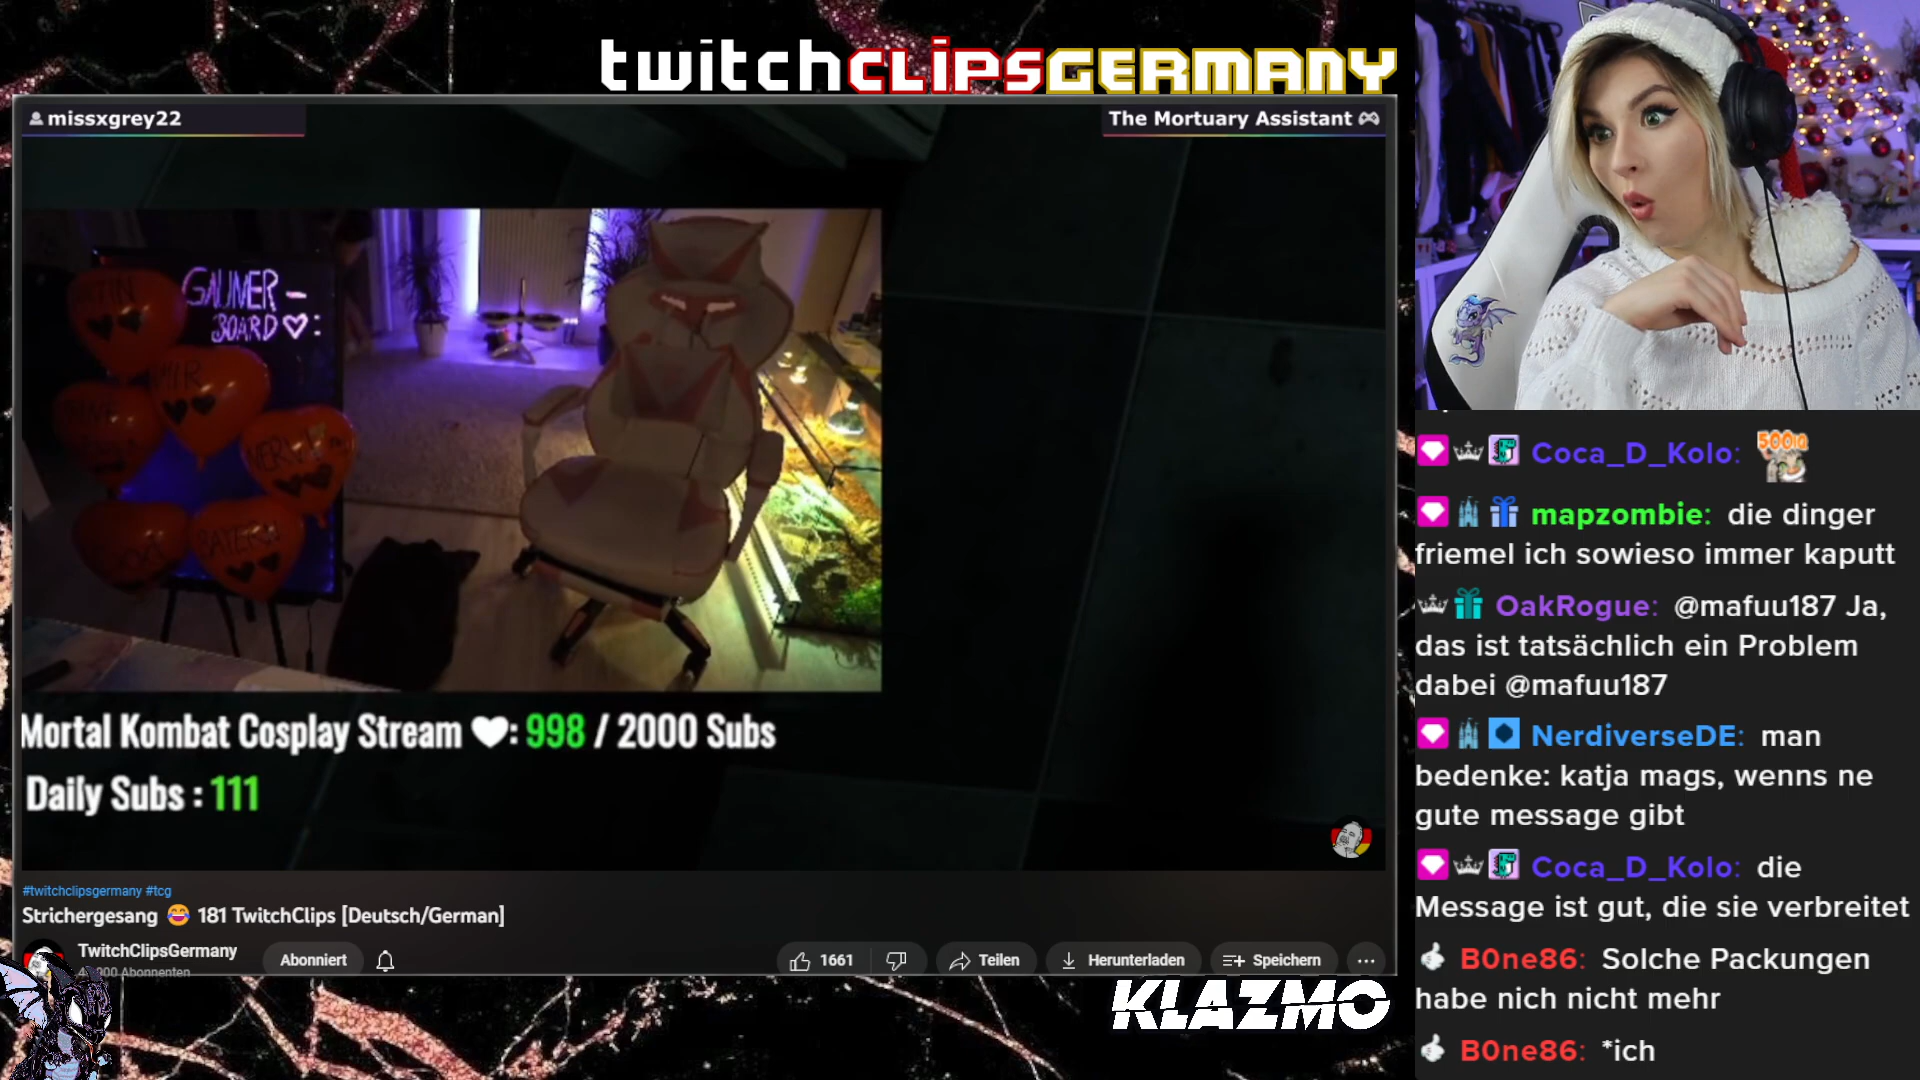 twitchCLIPSGERMANY
missxgrey22
The Mortuary Assistant
GAUMER-
BOARD♡:
MIR
Mortal Kombat Cosplay Stream ♥: 998 / 2000 Subs
Daily Subs : 111
#twitchclipsgermany #tcg
Strichergesang 😂 181 TwitchClips [Deutsch/German]
TwitchClipsGermany
Abonnenten
Abonniert
1661
Teilen
Herunterladen
Speichern
KLAZMO
500IQ
Coca_D_Kolo:
mapzombie: die dinger
friemel ich sowieso immer kaputt
OakRogue: @mafuu187 Ja,
das ist tatsächlich ein Problem
dabei @mafuu187
NerdiverseDE: man
bedenke: katja mags, wenns ne
gute message gibt
Coca_D_Kolo: die
Message ist gut, die sie verbreitet
B0ne86: Solche Packungen
habe nich nicht mehr
B0ne86: *ich